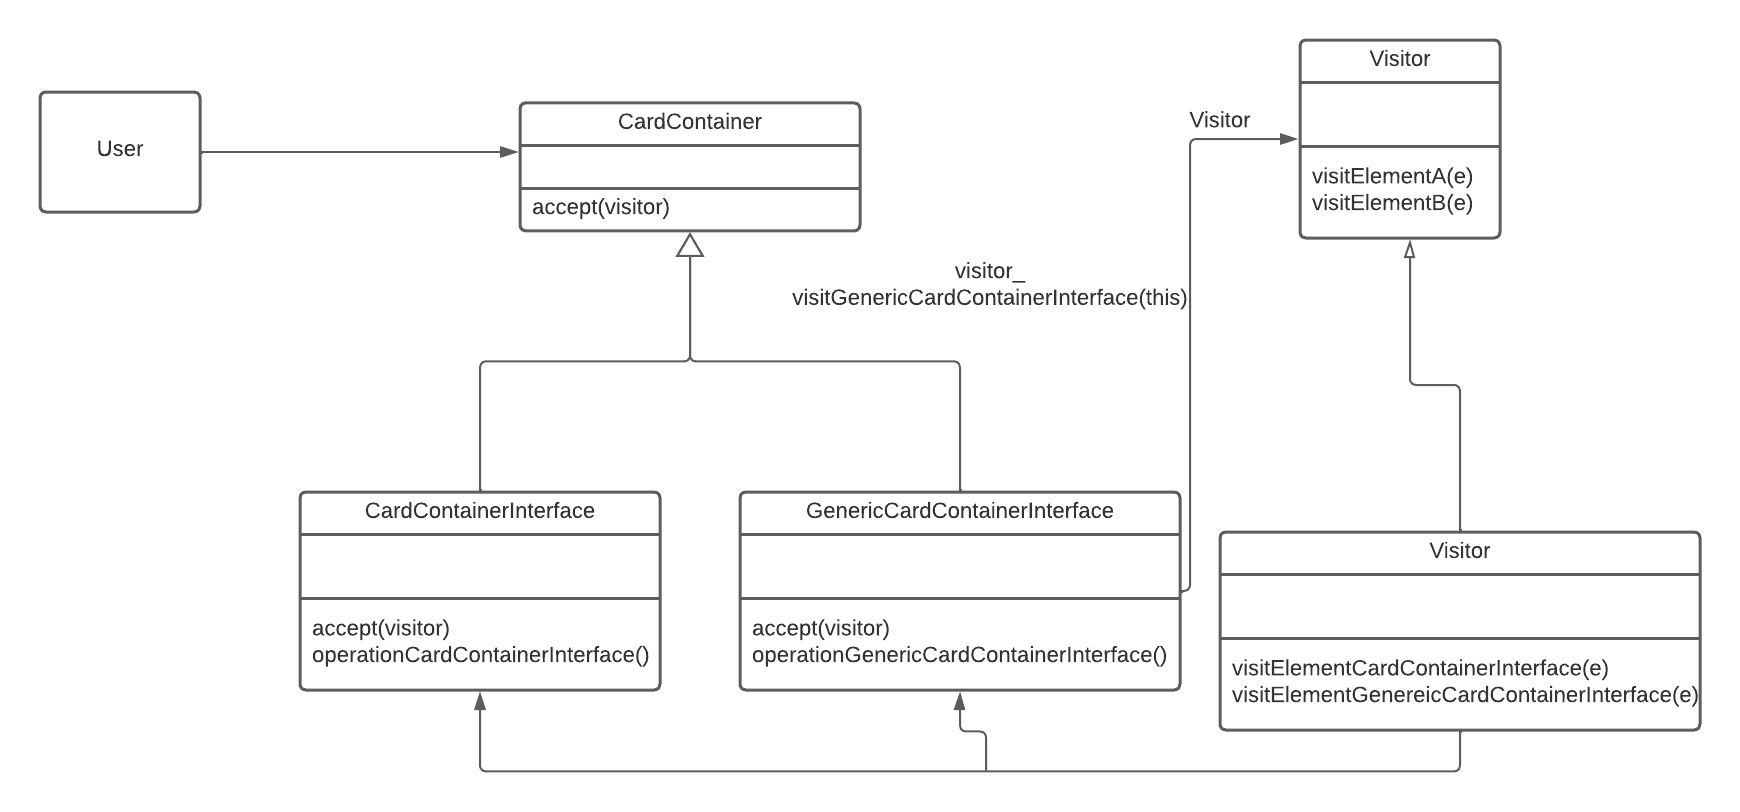 User
CardContainer
accept(visitor)
Visitor
Visitor
visitElementA(e)
visitElementB(e)
visitor_
visitGenericCardContainerInterface(this)
CardContainerInterface
accept(visitor)
operationCardContainerInterface()
GenericCardContainerInterface
accept(visitor)
operationGenericCardContainerInterface()
Visitor
visitElementCardContainerInterface(e)
visitElementGenereicCardContainerInterface(e)